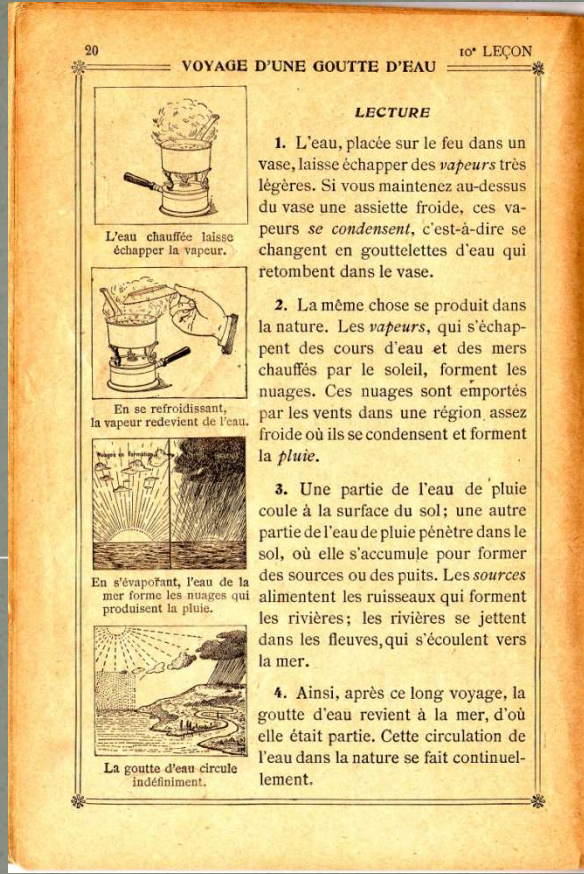 20
10e LEÇON
VOYAGE D'UNE GOUTTE D'EAU
L'eau chauffée laisse
échapper la vapeur.
En se refroidissant,
la vapeur redevient de l'eau.
Nuages en formation
En s'évaporant, l'eau de la
mer forme les nuages qui
produisent la pluie.
La goutte d'eau circule
indéfiniment.
LECTURE
1. L'eau, placée sur le feu dans un
vase, laisse échapper des vapeurs très
légères. Si vous maintenez au-dessus
du vase une assiette froide, ces va-
peurs se condensent, c'est-à-dire se
changent en gouttelettes d'eau qui
retombent dans le vase.
2. La même chose se produit dans
la nature. Les vapeurs, qui s'échap-
pent des cours d'eau et des mers
chauffés par le soleil, forment les
nuages. Ces nuages sont emportés
par les vents dans une région assez
froide où ils se condensent et forment
la pluie.
3. Une partie de l'eau de pluie
coule à la surface du sol; une autre
partie de l'eau de pluie pénètre dans le
sol, où elle s'accumule pour former
des sources ou des puits. Les sources
alimentent les ruisseaux qui forment
les rivières; les rivières se jettent
dans les fleuves, qui s'écoulent vers
la mer.
4. Ainsi, après ce long voyage, la
goutte d'eau revient à la mer, d'où
elle était partie. Cette circulation de
l'eau dans la nature se fait continuel-
lement.